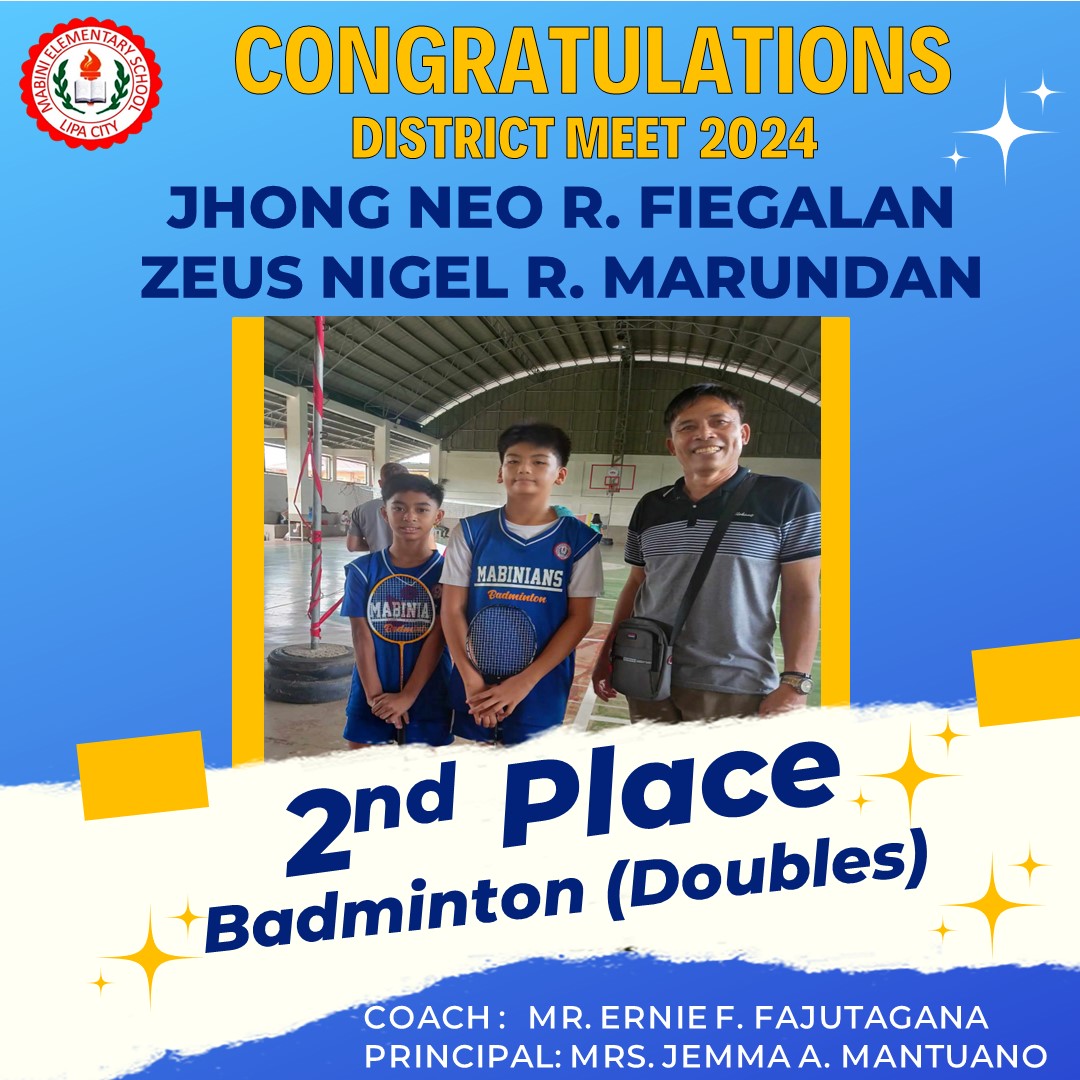 MABINI ELEMENTARY SCHOOL
LIPA CITY
CONGRATULATIONS
DISTRICT MEET 2024
JHONG NEO R. FIEGALAN
ZEUS NIGEL R. MARUNDAN
MABINIANS
Badminton
MABINIA
Badm
2nd Place
Badminton (Doubles)
COACH : MR. ERNIE F. FAJUTAGANA
PRINCIPAL: MRS. JEMMA A. MANTUANO